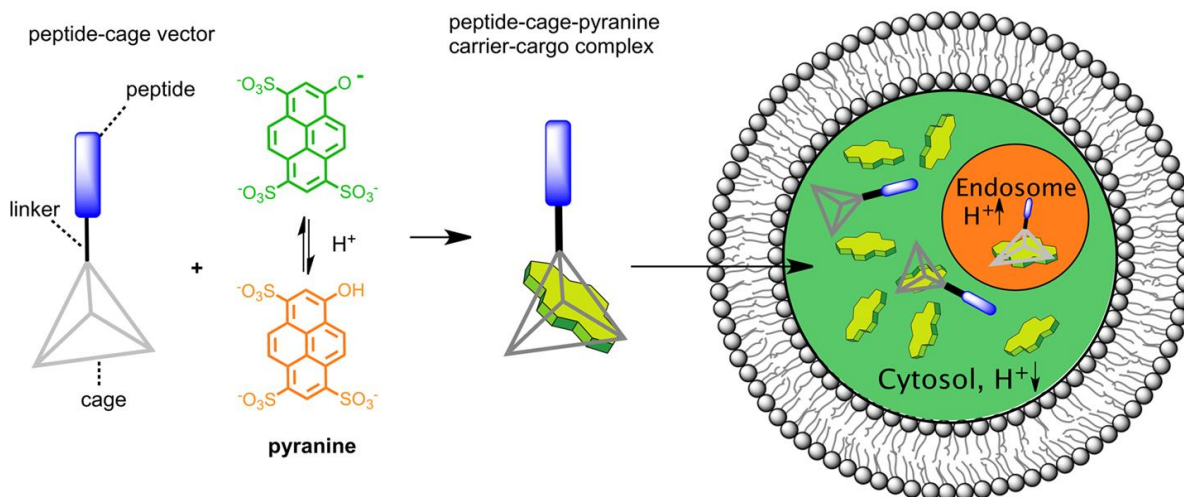 peptide-cage vector
peptide
linker
cage
+
⁻O₃S
O⁻
⁻O₃S
SO₃⁻
H⁺
⁻O₃S
OH
⁻O₃S
SO₃⁻
pyranine
peptide-cage-pyranine
carrier-cargo complex
Endosome
H⁺↑
Cytosol, H⁺↓